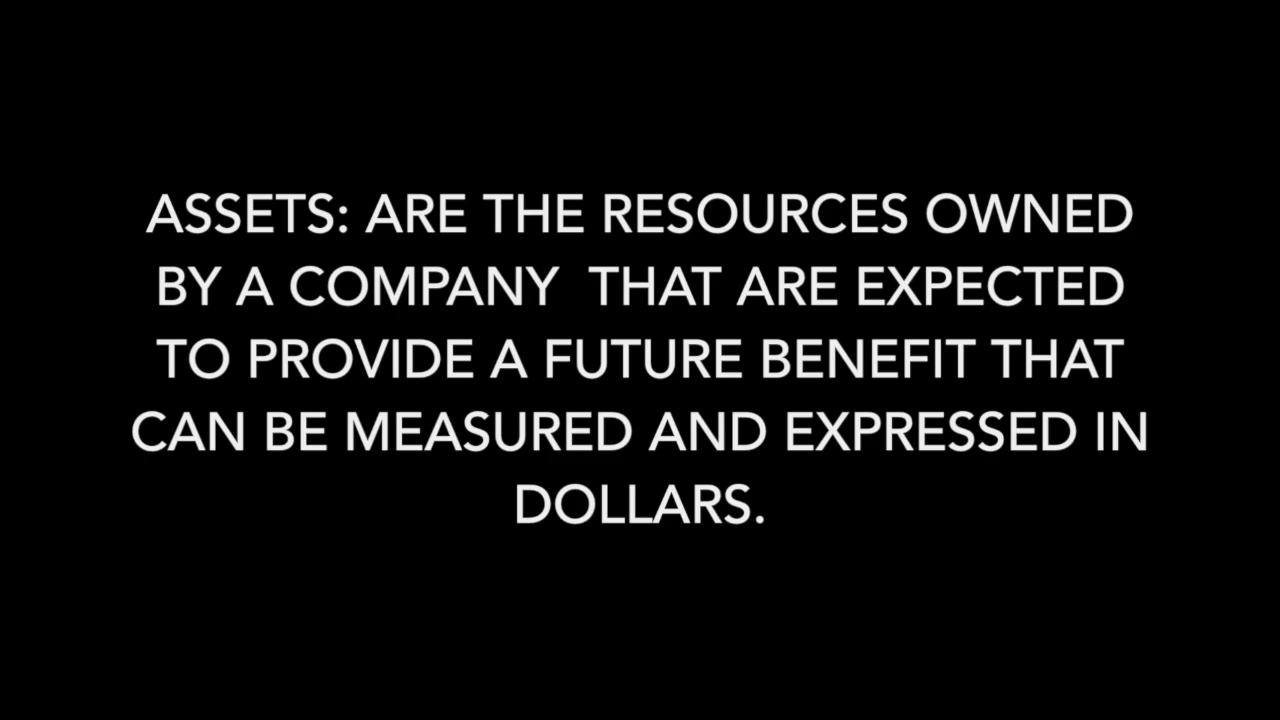 ASSETS: ARE THE RESOURCES OWNED
BY A COMPANY  THAT ARE EXPECTED
TO PROVIDE A FUTURE BENEFIT THAT
CAN BE MEASURED AND EXPRESSED IN
DOLLARS.